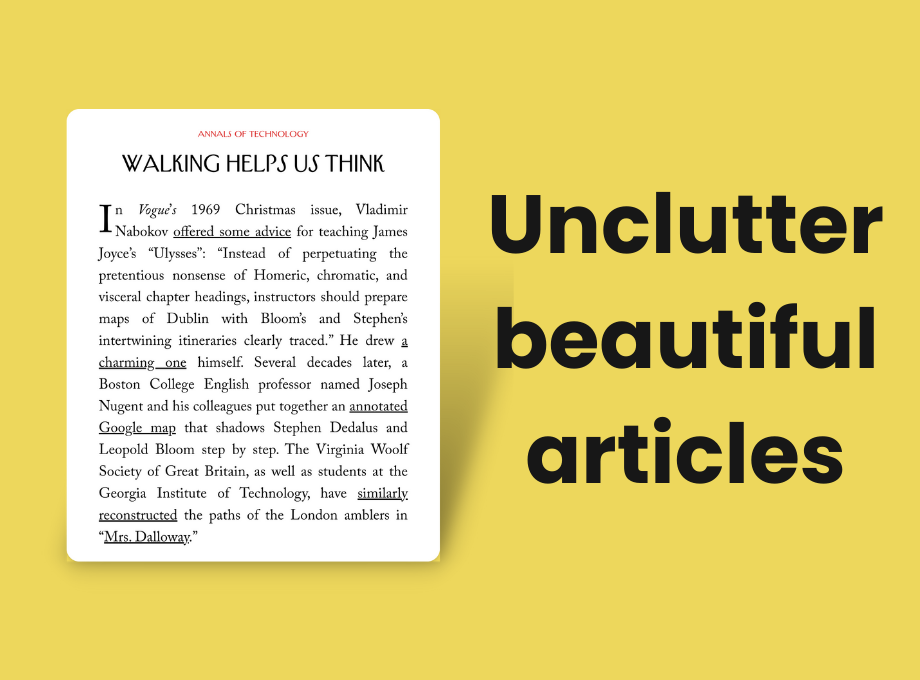 ANNALS OF TECHNOLOGY
WALKING HELPS US THINK
In Vogue’s 1969 Christmas issue, Vladimir
Nabokov offered some advice for teaching James
Joyce’s “Ulysses”: “Instead of perpetuating the
pretentious nonsense of Homeric, chromatic, and
visceral chapter headings, instructors should prepare
maps of Dublin with Bloom’s and Stephen’s
intertwining itineraries clearly traced.” He drew a
charming one himself. Several decades later, a
Boston College English professor named Joseph
Nugent and his colleagues put together an annotated
Google map that shadows Stephen Dedalus and
Leopold Bloom step by step. The Virginia Woolf
Society of Great Britain, as well as students at the
Georgia Institute of Technology, have similarly
reconstructed the paths of the London amblers in
“Mrs. Dalloway.”
Unclutter
beautiful
articles